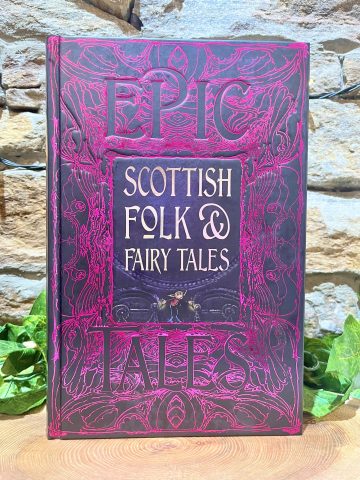 EPIC
SCOTTISH
FOLK &
FAIRY TALES
TALES